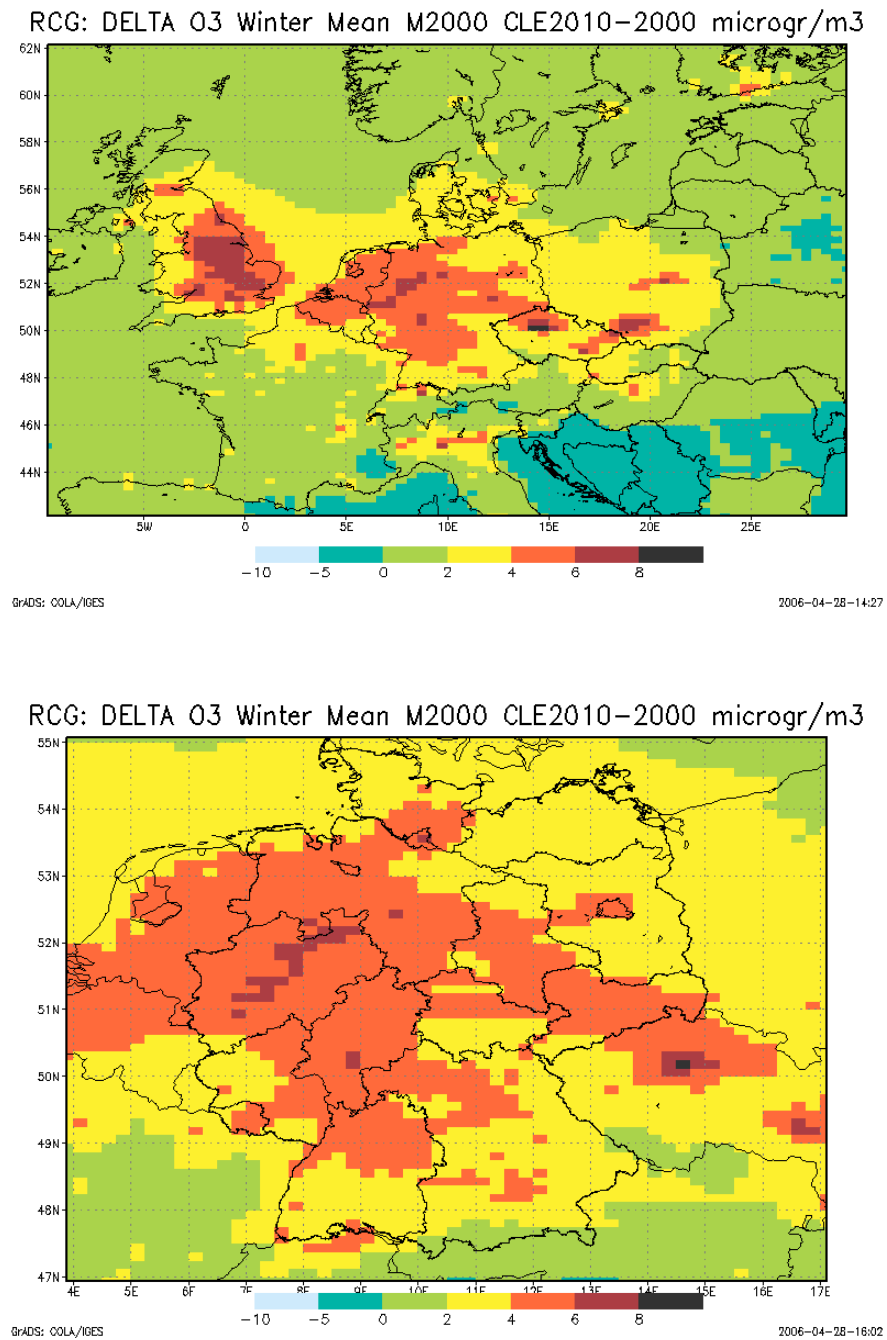 RCG: DELTA O3 Winter Mean M2000 CLE2010-2000 microgr/m3
62N
60N
58N
56N
54N
52N
50N
48N
46N
44N
5W 0 5E 10E 15E 20E 25E
-10 -5 0 2 4 6 8
GrADS: COLA/IGES 2006-04-28-14:27
RCG: DELTA O3 Winter Mean M2000 CLE2010-2000 microgr/m3
55N
54N
53N
52N
51N
50N
49N
48N
47N
4E 5E 6E 7E 8E 9E 10E 11E 12E 13E 14E 15E 16E 17E
-10 -5 0 2 4 6 8
GrADS: COLA/IGES 2006-04-28-16:02